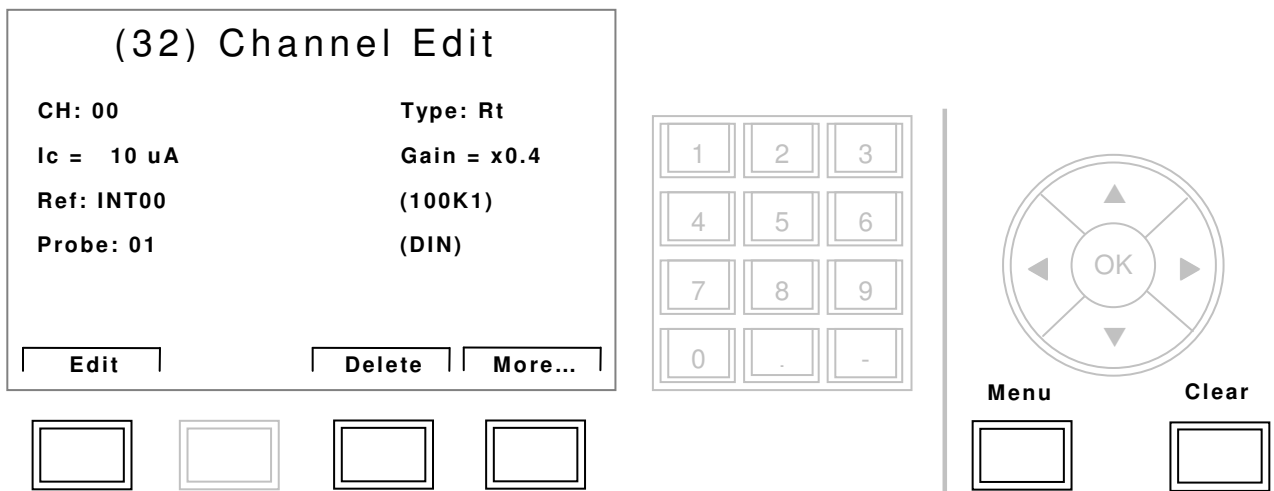 (32) Channel Edit
CH: 00 Type: Rt
Ic = 10 uA Gain = x0.4
Ref: INT00 (100K1)
Probe: 01 (DIN)
Edit Delete More...
1 2 3
4 5 6
7 8 9
0 . -
OK
Menu Clear